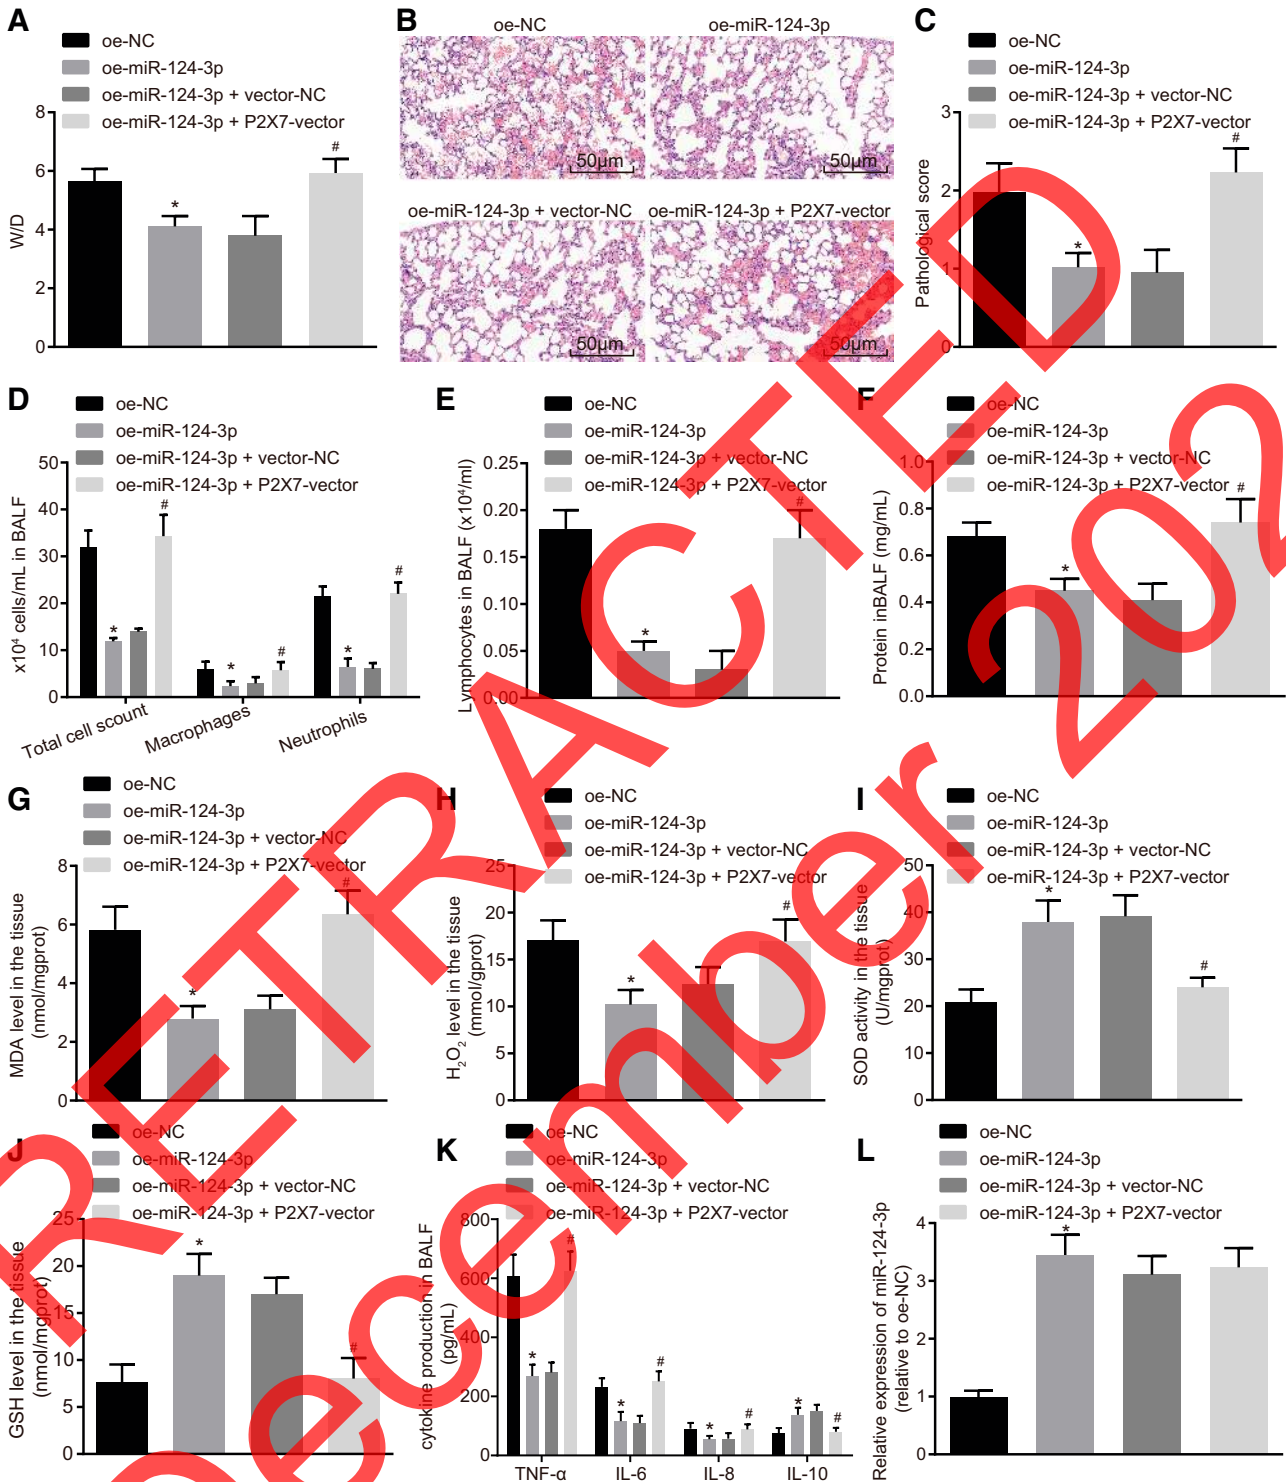 A
oe-NC
oe-miR-124-3p
oe-miR-124-3p + vector-NC
oe-miR-124-3p + P2X7-vector
W/D
8
6
4
2
0
*
#
B
oe-NC
oe-miR-124-3p
50μm
50μm
oe-miR-124-3p + vector-NC
oe-miR-124-3p + P2X7-vector
50μm
50μm
C
oe-NC
oe-miR-124-3p
oe-miR-124-3p + vector-NC
oe-miR-124-3p + P2X7-vector
Pathological score
3
2
1
0
*
#
D
oe-NC
oe-miR-124-3p
oe-miR-124-3p + vector-NC
oe-miR-124-3p + P2X7-vector
x10⁴ cells/mL in BALF
50
40
30
20
10
0
*
#
*
#
*
#
Total cell scount
Macrophages
Neutrophils
E
oe-NC
oe-miR-124-3p
oe-miR-124-3p + vector-NC
oe-miR-124-3p + P2X7-vector
Lymphocytes in BALF (x10⁴/ml)
0.25
0.20
0.15
0.10
0.05
0.00
*
#
F
oe-NC
oe-miR-124-3p
oe-miR-124-3p + vector-NC
oe-miR-124-3p + P2X7-vector
Protein inBALF (mg/mL)
1.0
0.8
0.6
0.4
0.2
0.0
*
#
G
oe-NC
oe-miR-124-3p
oe-miR-124-3p + vector-NC
oe-miR-124-3p + P2X7-vector
MDA level in the tissue
(nmol/mgprot)
8
6
4
2
0
*
#
H
oe-NC
oe-miR-124-3p
oe-miR-124-3p + vector-NC
oe-miR-124-3p + P2X7-vector
H₂O₂ level in the tissue
(mmol/gprot)
25
20
15
10
5
0
*
#
I
oe-NC
oe-miR-124-3p
oe-miR-124-3p + vector-NC
oe-miR-124-3p + P2X7-vector
SOD activity in the tissue
(U/mgprot)
50
40
30
20
10
0
*
#
J
oe-NC
oe-miR-124-3p
oe-miR-124-3p + vector-NC
oe-miR-124-3p + P2X7-vector
GSH level in the tissue
(nmol/mgprot)
25
20
15
10
5
0
*
#
K
oe-NC
oe-miR-124-3p
oe-miR-124-3p + vector-NC
oe-miR-124-3p + P2X7-vector
cytokine production in BALF
(pg/mL)
800
600
400
200
0
*
#
*
#
*
#
*
#
TNF-α
IL-6
IL-8
IL-10
L
oe-NC
oe-miR-124-3p
oe-miR-124-3p + vector-NC
oe-miR-124-3p + P2X7-vector
Relative expression of miR-124-3p
(relative to oe-NC)
4
3
2
1
0
*
RETRACTED
ecember 202